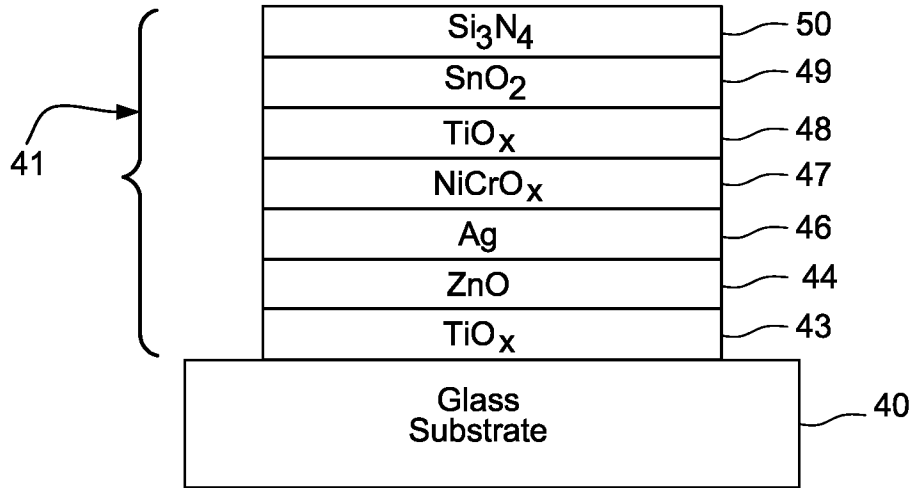 Si3N4 50
SnO2 49
TiOx 48
41
NiCrOx 47
Ag 46
ZnO 44
TiOx 43
Glass
Substrate
40